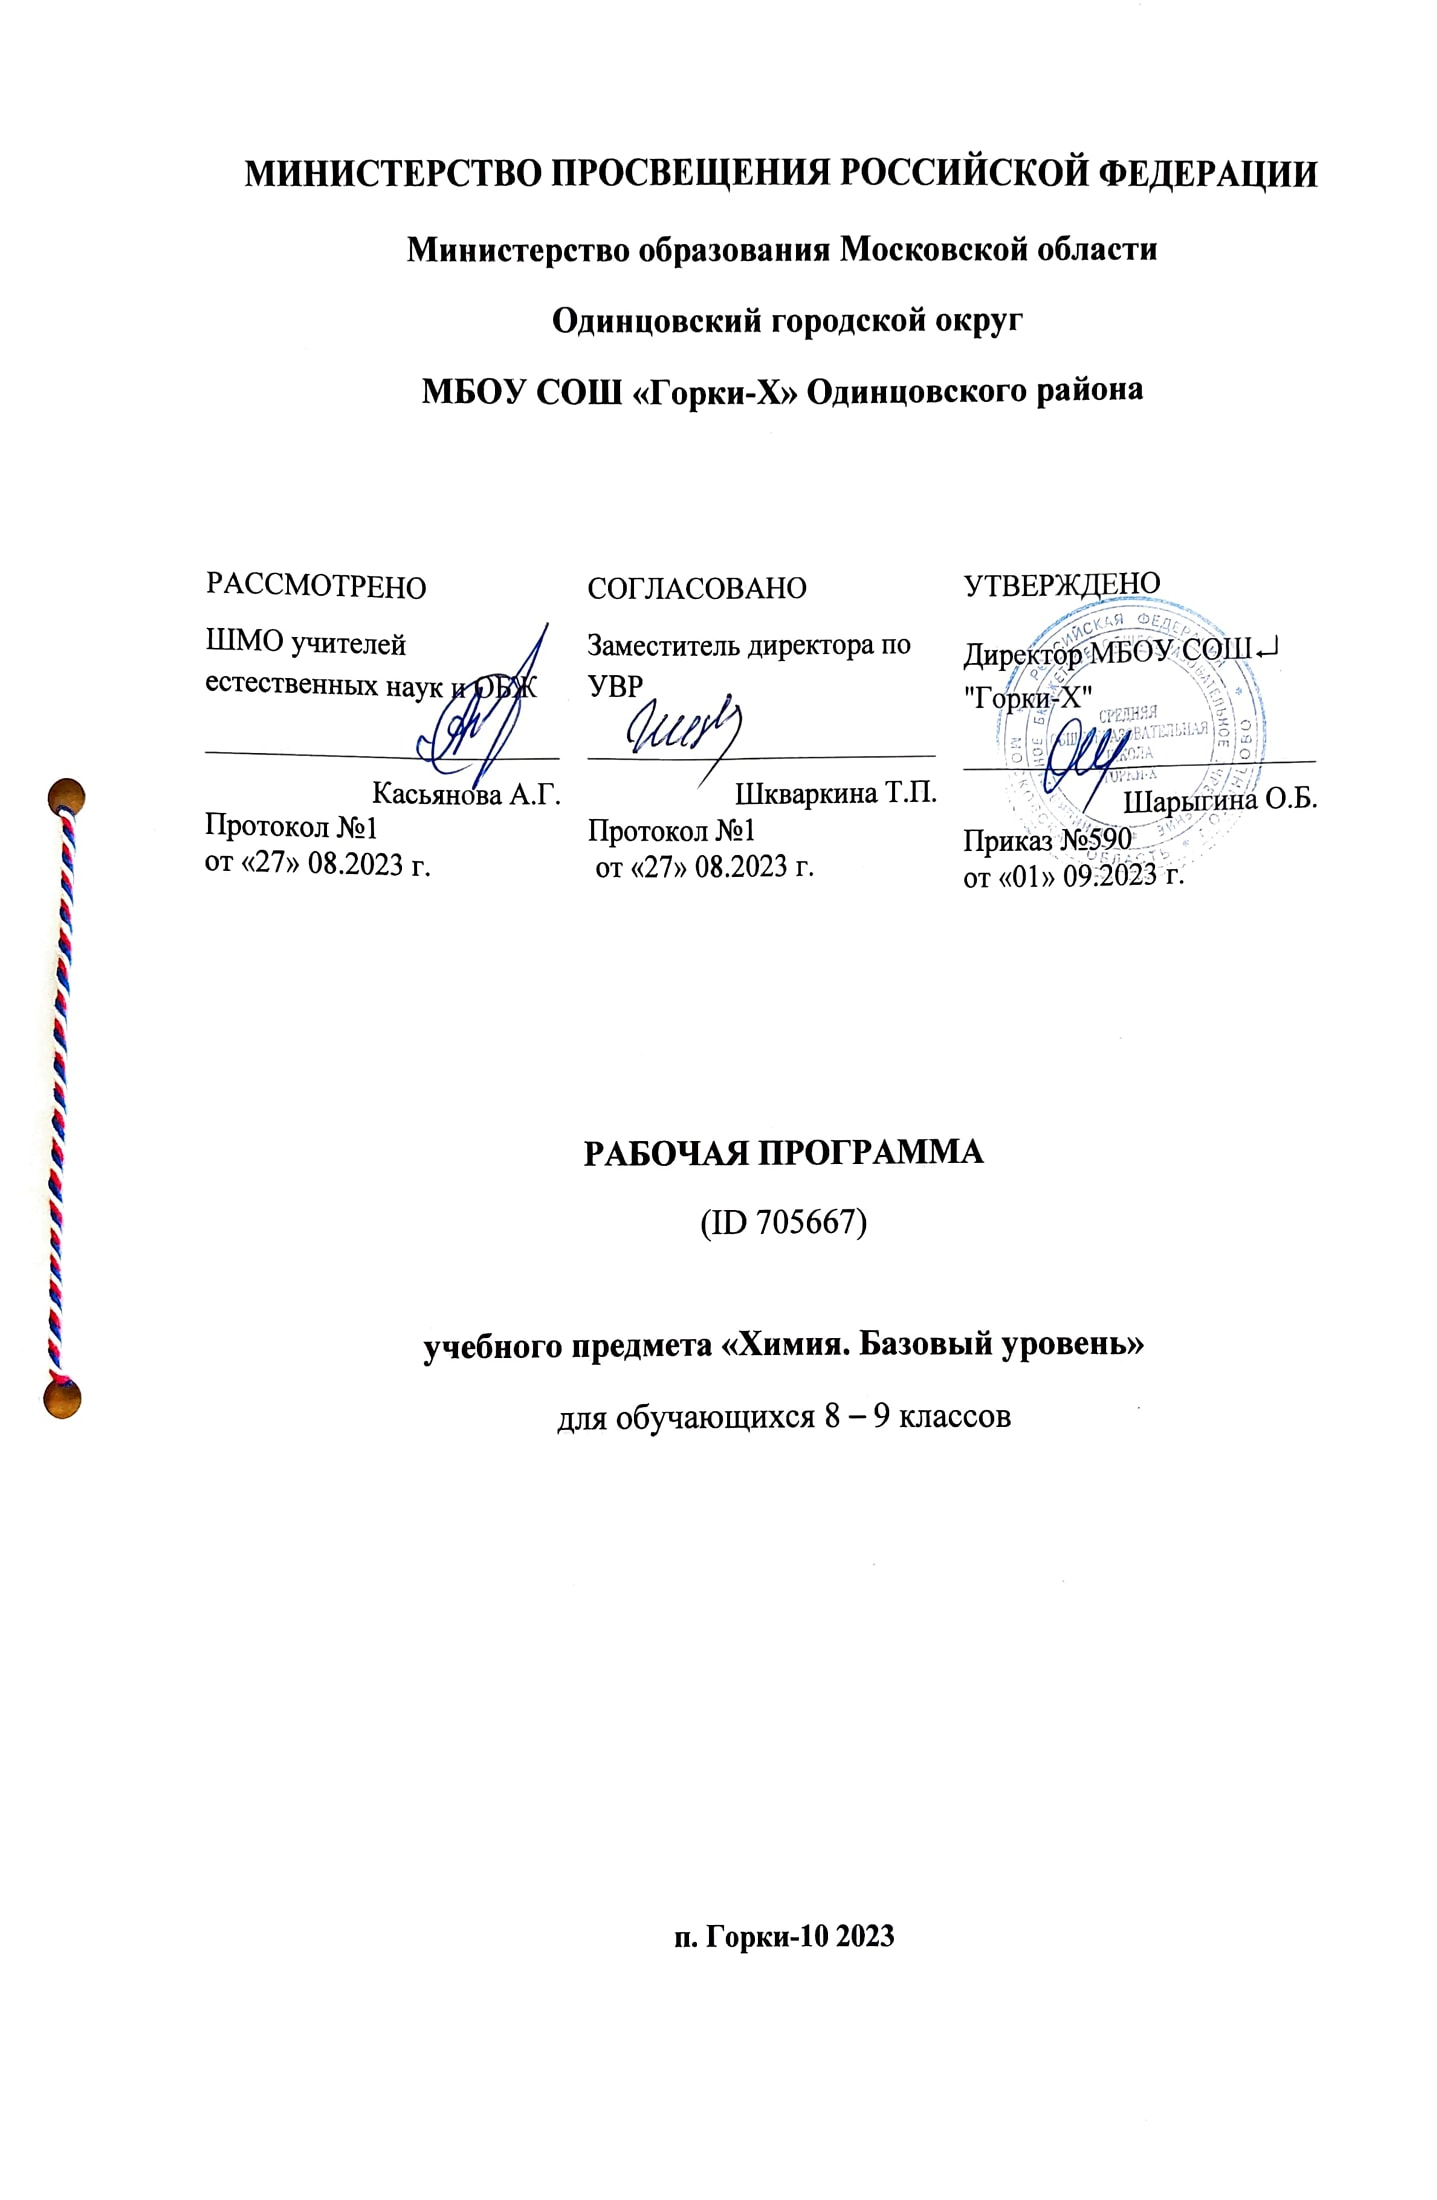 МИНИСТЕРСТВО ПРОСВЕЩЕНИЯ РОССИЙСКОЙ ФЕДЕРАЦИИ
Министерство образования Московской области
Одинцовский городской округ
МБОУ СОШ «Горки-Х» Одинцовского района
РАССМОТРЕНО
ШМО учителей
естественных наук и ОБЖ
Касьянова А.Г.
Протокол №1
от «27» 08.2023 г.
СОГЛАСОВАНО
Заместитель директора по
УВР
Шкваркина Т.П.
Протокол №1
от «27» 08.2023 г.
УТВЕРЖДЕНО
Директор МБОУ СОШ↵
"Горки-Х"
Шарыгина О.Б.
Приказ №590
от «01» 09.2023 г.
СРЕДНЯЯ
ОБЩЕОБРАЗОВАТЕЛЬНАЯ
ШКОЛА
РАБОЧАЯ ПРОГРАММА
(ID 705667)
учебного предмета «Химия. Базовый уровень»
для обучающихся 8 – 9 классов
п. Горки-10 2023